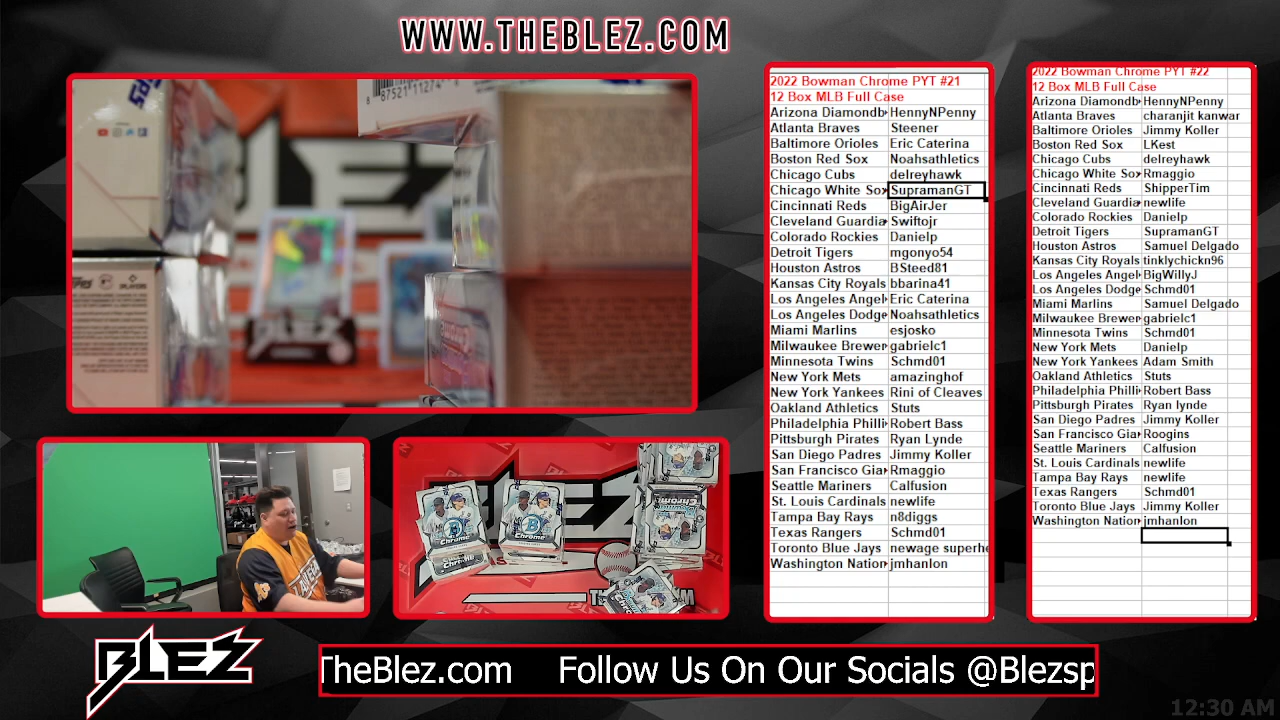 WWW.THEBLEZ.COM
87521 11274
BLEZ
2022 Bowman Chrome PYT #21
12 Box MLB Full Case
Arizona Diamondb HennyNPenny
Atlanta Braves Steener
Baltimore Orioles Eric Caterina
Boston Red Sox Noahsathletics
Chicago Cubs delreyhawk
Chicago White Sox SupramanGT
Cincinnati Reds BigAirJer
Cleveland Guardia Swiftojr
Colorado Rockies Danielp
Detroit Tigers mgonyo54
Houston Astros BSteed81
Kansas City Royals bbarina41
Los Angeles Angel Eric Caterina
Los Angeles Dodge Noahsathletics
Miami Marlins esjosko
Milwaukee Brewer gabrielc1
Minnesota Twins Schmd01
New York Mets amazinghof
New York Yankees Rini of Cleaves
Oakland Athletics Stuts
Philadelphia Philli Robert Bass
Pittsburgh Pirates Ryan Lynde
San Diego Padres Jimmy Koller
San Francisco Gia Rmaggio
Seattle Mariners Calfusion
St. Louis Cardinals newlife
Tampa Bay Rays n8diggs
Texas Rangers Schmd01
Toronto Blue Jays newage superhe
Washington Nation jmhanlon
2022 Bowman Chrome PYT #22
12 Box MLB Full Case
Arizona Diamondb HennyNPenny
Atlanta Braves charanjit kanwar
Baltimore Orioles Jimmy Koller
Boston Red Sox LKest
Chicago Cubs delreyhawk
Chicago White Sox Rmaggio
Cincinnati Reds ShipperTim
Cleveland Guardia newlife
Colorado Rockies Danielp
Detroit Tigers SupramanGT
Houston Astros Samuel Delgado
Kansas City Royals tinklychickn96
Los Angeles Angel BigWillyJ
Los Angeles Dodge Schmd01
Miami Marlins Samuel Delgado
Milwaukee Brewer gabrielc1
Minnesota Twins Schmd01
New York Mets Danielp
New York Yankees Adam Smith
Oakland Athletics Stuts
Philadelphia Philli Robert Bass
Pittsburgh Pirates Ryan lynde
San Diego Padres Jimmy Koller
San Francisco Gia Roogins
Seattle Mariners Calfusion
St. Louis Cardinals newlife
Tampa Bay Rays newlife
Texas Rangers Schmd01
Toronto Blue Jays Jimmy Koller
Washington Nation jmhanlon
Chrome
Chrome
BLEZ
TheBlez.com Follow Us On Our Socials @Blezsp
12:30 AM